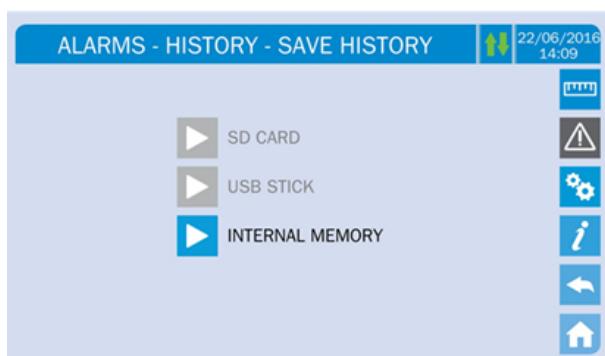 ALARMS - HISTORY - SAVE HISTORY
22/06/2016
14:09
SD CARD
USB STICK
INTERNAL MEMORY